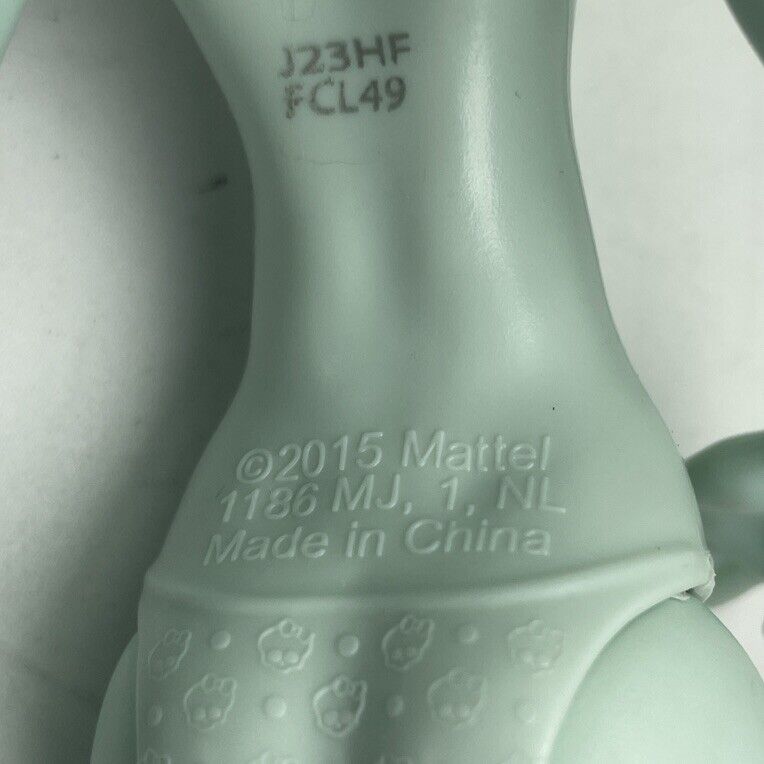 J23HF
FCL49
©2015 Mattel
1186 MJ, 1, NL
Made in China